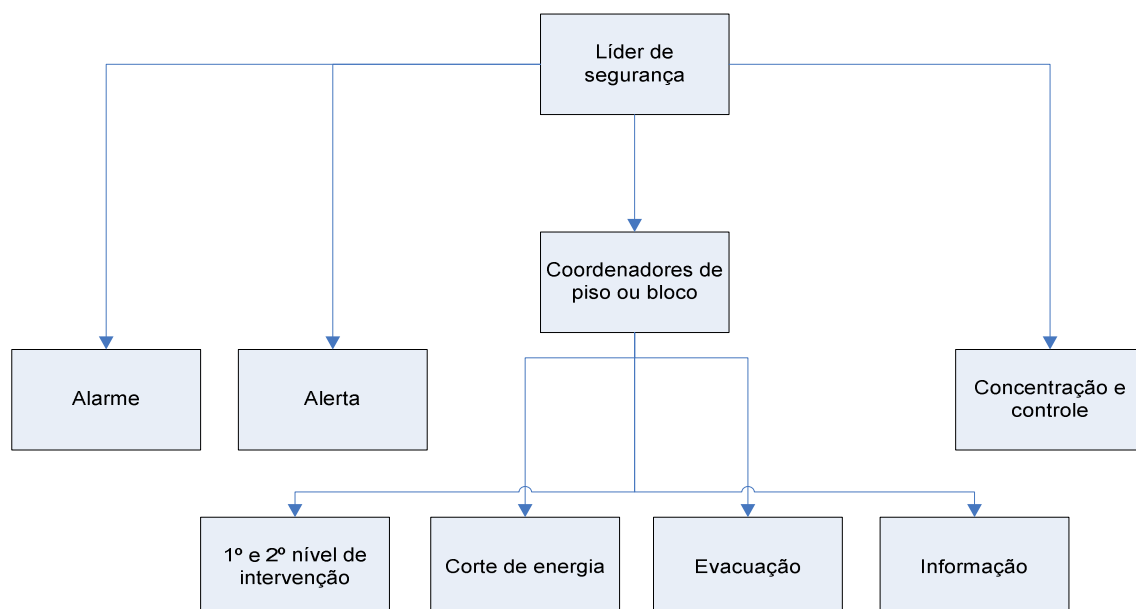 Líder de
segurança
Coordenadores de
piso ou bloco
Alarme
Alerta
Concentração e
controle
1º e 2º nível de
intervenção
Corte de energia
Evacuação
Informação